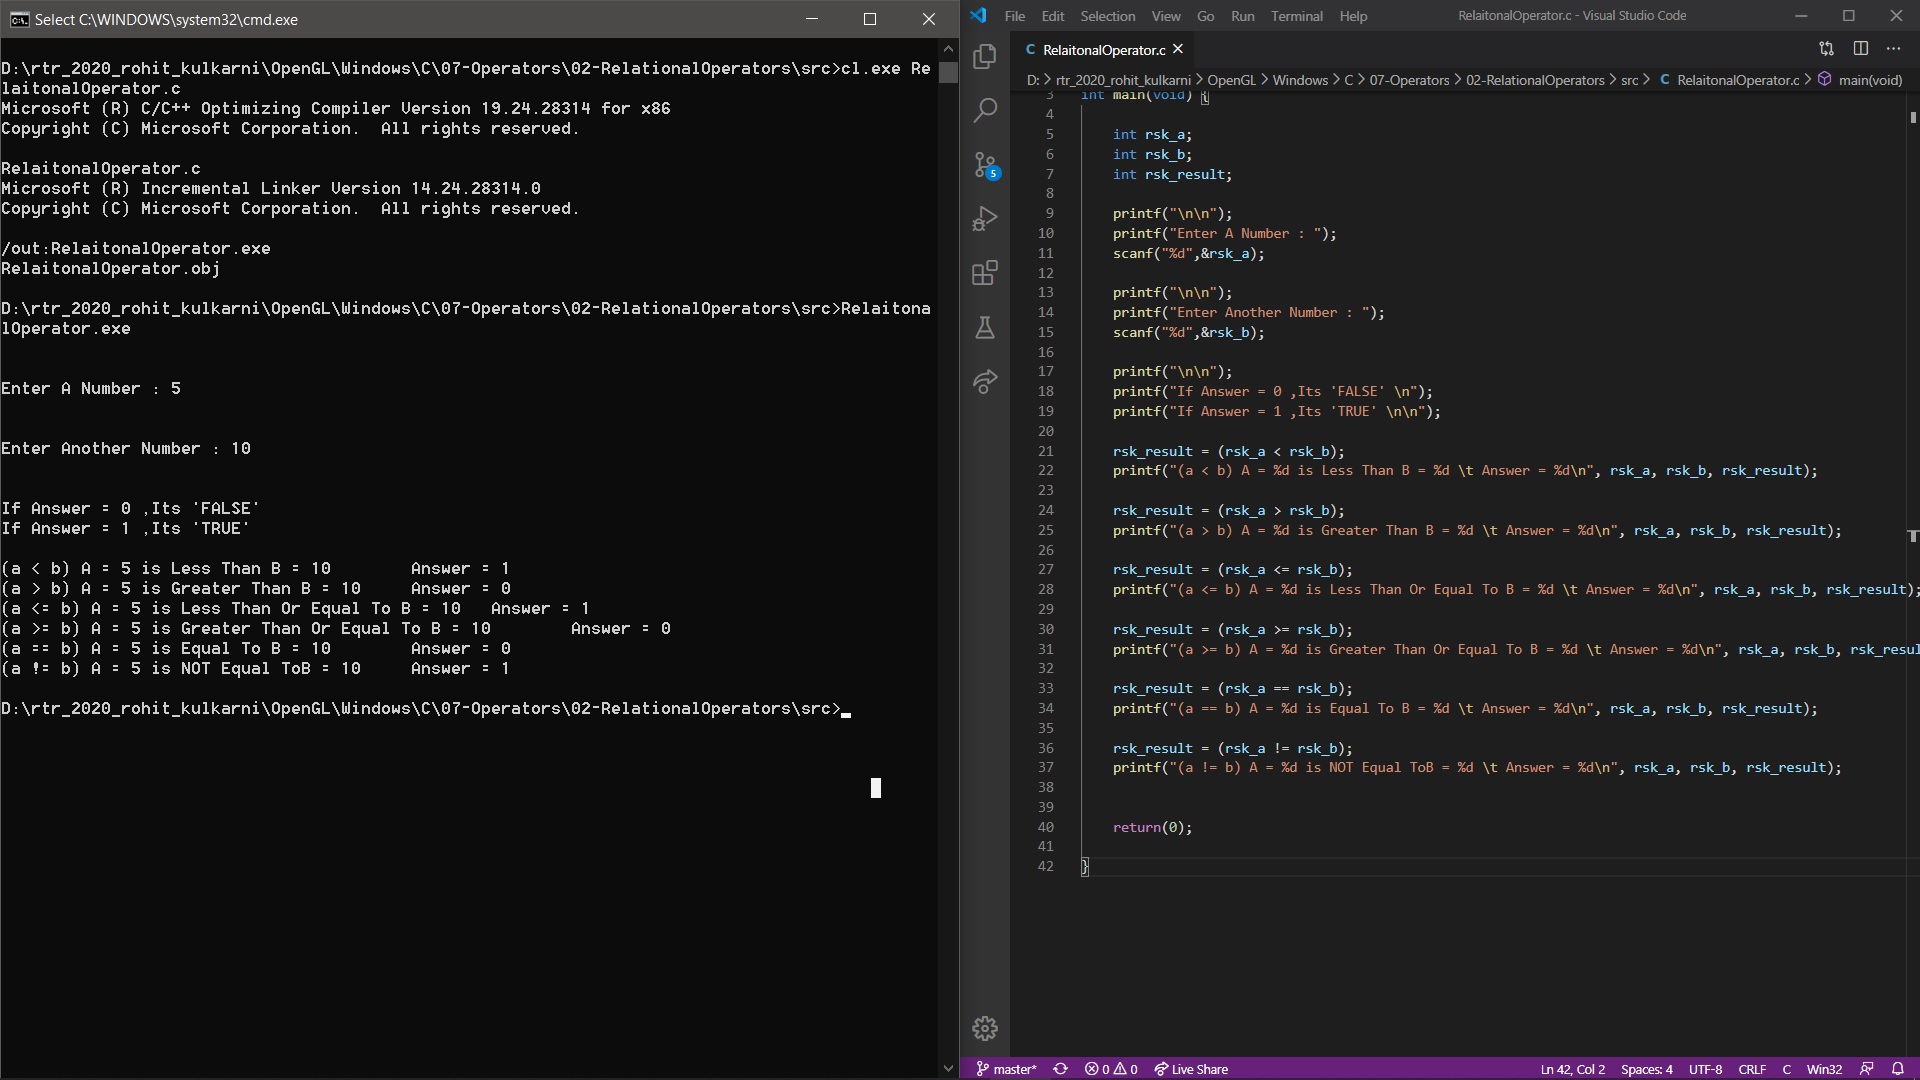 Select C:\WINDOWS\system32\cmd.exe
D:\rtr_2020_rohit_kulkarni\OpenGL\Windows\C\07-Operators\02-RelationalOperators\src>cl.exe Re
laitonalOperator.c
Microsoft (R) C/C++ Optimizing Compiler Version 19.24.28314 for x86
Copyright (C) Microsoft Corporation.  All rights reserved.
RelaitonalOperator.c
Microsoft (R) Incremental Linker Version 14.24.28314.0
Copyright (C) Microsoft Corporation.  All rights reserved.
/out:RelaitonalOperator.exe
RelaitonalOperator.obj
D:\rtr_2020_rohit_kulkarni\OpenGL\Windows\C\07-Operators\02-RelationalOperators\src>Relaitona
lOperator.exe
Enter A Number : 5
Enter Another Number : 10
If Answer = 0 ,Its 'FALSE'
If Answer = 1 ,Its 'TRUE'
(a < b) A = 5 is Less Than B = 10        Answer = 1
(a > b) A = 5 is Greater Than B = 10     Answer = 0
(a <= b) A = 5 is Less Than Or Equal To B = 10   Answer = 1
(a >= b) A = 5 is Greater Than Or Equal To B = 10        Answer = 0
(a == b) A = 5 is Equal To B = 10        Answer = 0
(a != b) A = 5 is NOT Equal ToB = 10     Answer = 1
D:\rtr_2020_rohit_kulkarni\OpenGL\Windows\C\07-Operators\02-RelationalOperators\src>
File Edit Selection View Go Run Terminal Help RelaitonalOperator.c - Visual Studio Code
C RelaitonalOperator.c
D: > rtr_2020_rohit_kulkarni > OpenGL > Windows > C > 07-Operators > 02-RelationalOperators > src > C RelaitonalOperator.c > main(void)
3 int main(void) {
4
5 int rsk_a;
6 int rsk_b;
7 int rsk_result;
8
9 printf("\n\n");
10 printf("Enter A Number : ");
11 scanf("%d",&rsk_a);
12
13 printf("\n\n");
14 printf("Enter Another Number : ");
15 scanf("%d",&rsk_b);
16
17 printf("\n\n");
18 printf("If Answer = 0 ,Its 'FALSE' \n");
19 printf("If Answer = 1 ,Its 'TRUE' \n\n");
20
21 rsk_result = (rsk_a < rsk_b);
22 printf("(a < b) A = %d is Less Than B = %d \t Answer = %d\n", rsk_a, rsk_b, rsk_result);
23
24 rsk_result = (rsk_a > rsk_b);
25 printf("(a > b) A = %d is Greater Than B = %d \t Answer = %d\n", rsk_a, rsk_b, rsk_result);
26
27 rsk_result = (rsk_a <= rsk_b);
28 printf("(a <= b) A = %d is Less Than Or Equal To B = %d \t Answer = %d\n", rsk_a, rsk_b, rsk_result);
29
30 rsk_result = (rsk_a >= rsk_b);
31 printf("(a >= b) A = %d is Greater Than Or Equal To B = %d \t Answer = %d\n", rsk_a, rsk_b, rsk_resul
32
33 rsk_result = (rsk_a == rsk_b);
34 printf("(a == b) A = %d is Equal To B = %d \t Answer = %d\n", rsk_a, rsk_b, rsk_result);
35
36 rsk_result = (rsk_a != rsk_b);
37 printf("(a != b) A = %d is NOT Equal ToB = %d \t Answer = %d\n", rsk_a, rsk_b, rsk_result);
38
39
40 return(0);
41
42 }
5
master* 0 0 Live Share Ln 42, Col 2 Spaces: 4 UTF-8 CRLF C Win32